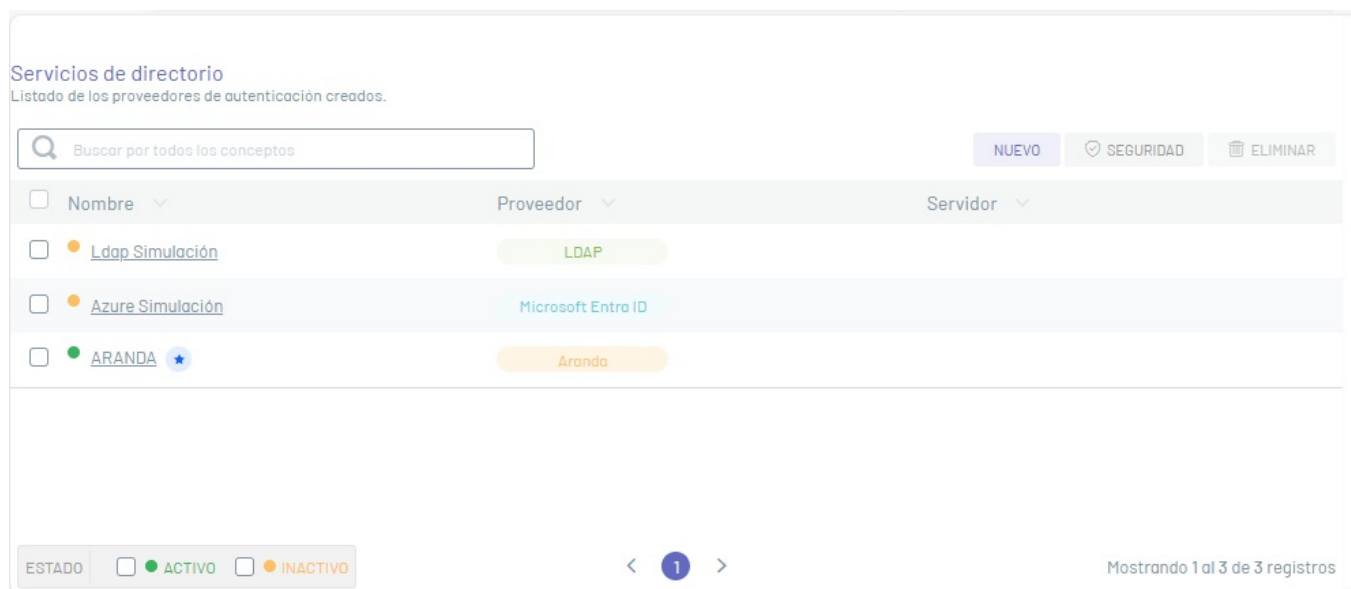 Servicios de directorio
Listado de los proveedores de autenticación creados.
Buscar por todos los conceptos
NUEVO
SEGURIDAD
ELIMINAR
Nombre Proveedor Servidor
Ldap Simulación LDAP
Azure Simulación Microsoft Entra ID
ARANDA Aranda
ESTADO ACTIVO INACTIVO
1
Mostrando 1 al 3 de 3 registros